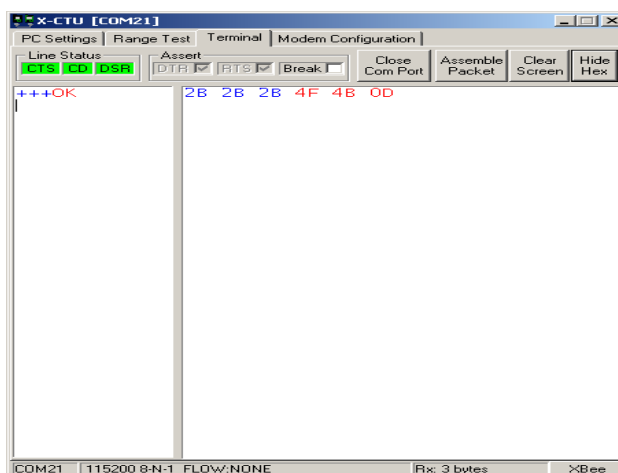 X-CTU [COM21]
PC Settings Range Test Terminal Modem Configuration
Line Status Assert
CTS CD DSR DTR RTS Break Close Com Port Assemble Packet Clear Screen Hide Hex
+++OK 2B 2B 2B 4F 4B 0D
COM21 115200 8-N-1 FLOW:NONE Rx: 3 bytes XBee